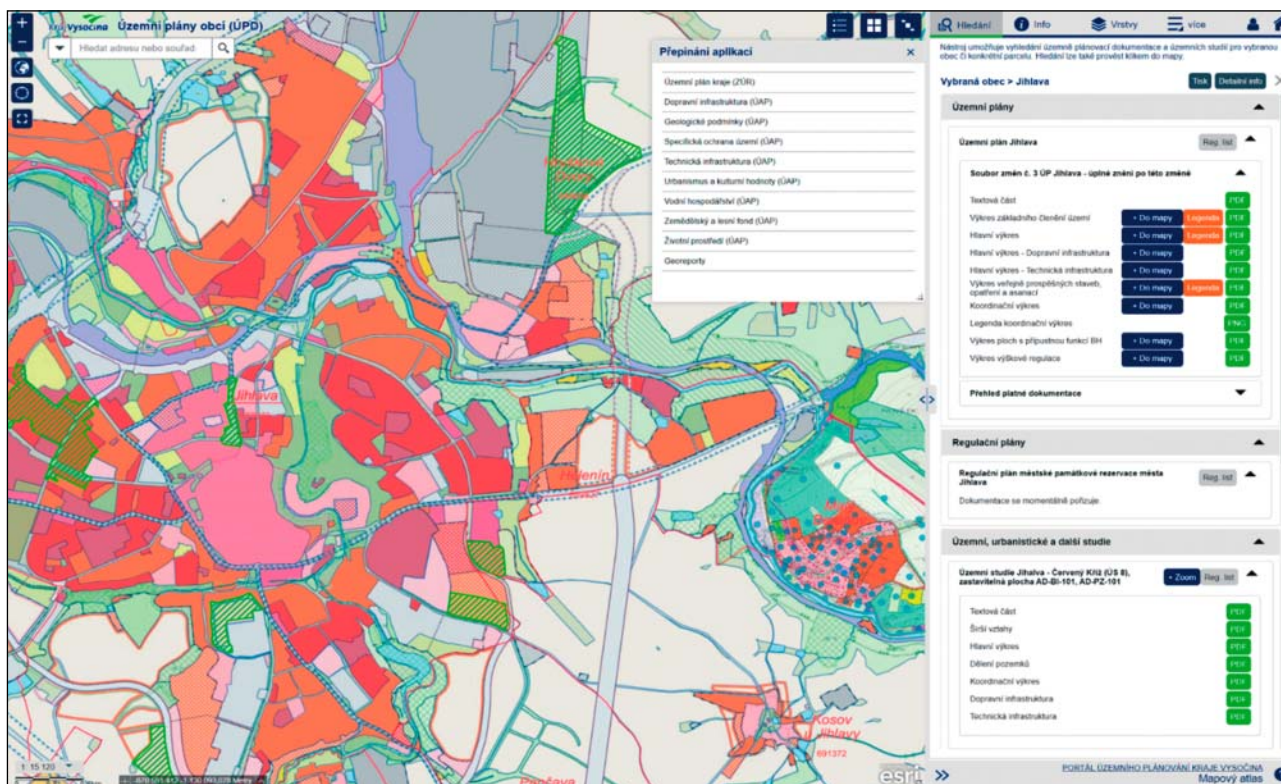 kraj Vysočina Územní plány obcí (ÚPD)
Hledat adresu nebo souřad
Přepínání aplikací
Územní plán kraje (ZÚR)
Dopravní infrastruktura (ÚAP)
Geologické podmínky (ÚAP)
Specifická ochrana území (ÚAP)
Technická infrastruktura (ÚAP)
Urbanismus a kulturní hodnoty (ÚAP)
Vodní hospodářství (ÚAP)
Zemědělský a lesní fond (ÚAP)
Životní prostředí (ÚAP)
Georeporty
Jihlava
Helenín
Kosov
u Jihlavy
691372
Pančava
1: 15 120
esri
Hledání Info Vrstvy více
Nástroj umožňuje vyhledání územně plánovací dokumentace a územních studií pro vybranou
obec či konkrétní parcelu. Hledání lze také provést klikem do mapy.
Vybraná obec > Jihlava Tisk Detailní info
Územní plány
Územní plán Jihlava Reg. list
Soubor změn č. 3 ÚP Jihlava - úplné znění po této změně
Textová část PDF
Výkres základního členění území + Do mapy Legenda PDF
Hlavní výkres + Do mapy Legenda PDF
Hlavní výkres - Dopravní infrastruktura + Do mapy PDF
Hlavní výkres - Technická infrastruktura + Do mapy PDF
Výkres veřejně prospěšných staveb,
opatření a asanací + Do mapy Legenda PDF
Koordinační výkres + Do mapy PDF
Legenda koordinační výkres PNG
Výkres ploch s přípustnou funkcí BH + Do mapy PDF
Výkres výškové regulace + Do mapy PDF
Přehled platné dokumentace
Regulační plány
Regulační plán městské památkové rezervace města
Jihlava Reg. list
Dokumentace se momentálně pořizuje.
Územní, urbanistické a další studie
Územní studie Jihalva - Červený Kříž (ÚS 8),
zastavitelná plocha AD-BI-101, AD-PZ-101 + Zoom Reg. list
Textová část PDF
Širší vztahy PDF
Hlavní výkres PDF
Dělení pozemků PDF
Koordinační výkres PDF
Dopravní infrastruktura PDF
Technická infrastruktura PDF
PORTÁL ÚZEMNÍHO PLÁNOVÁNÍ KRAJE VYSOČINA
Mapový atlas